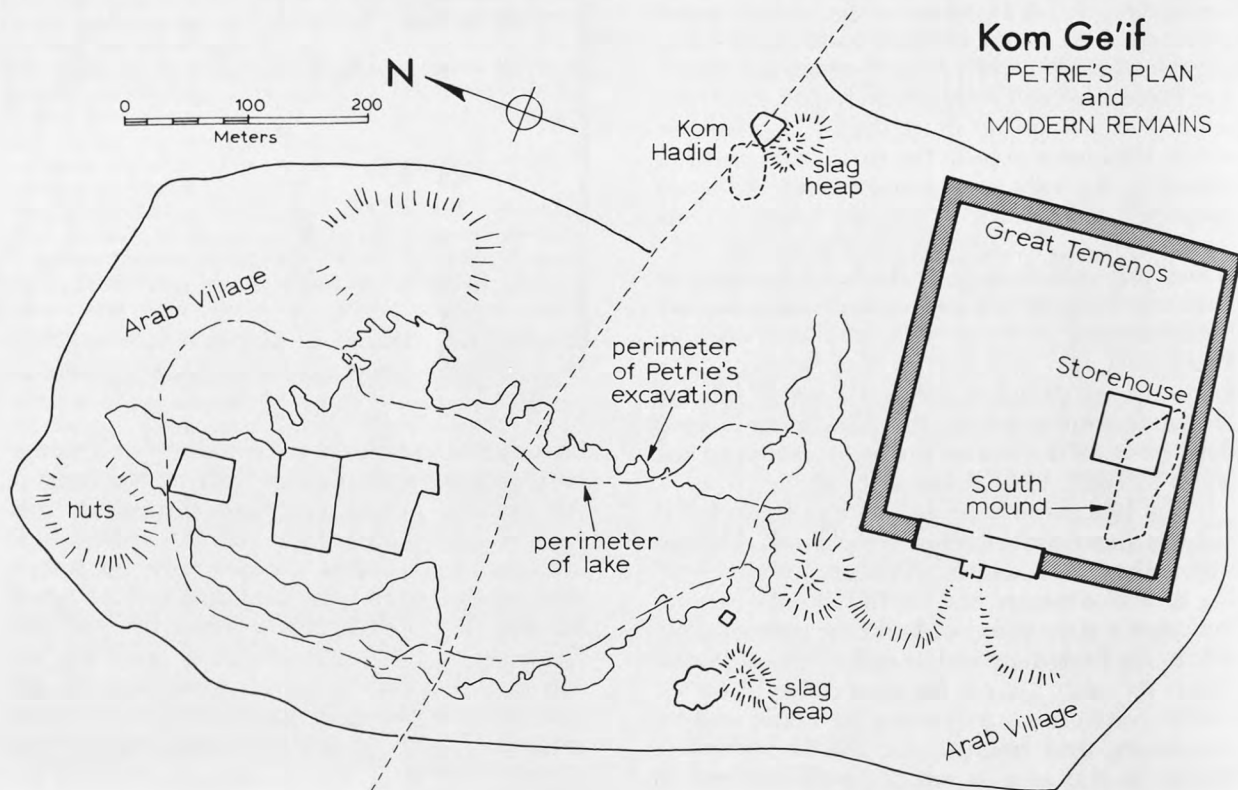 Kom Ge'if
PETRIE'S PLAN
and
MODERN REMAINS
N
0 100 200
Meters
Kom
Hadid
slag
heap
Great Temenos
Arab Village
perimeter
of Petrie's
excavation
Storehouse
huts
South
mound
perimeter
of lake
slag
heap
Arab Village